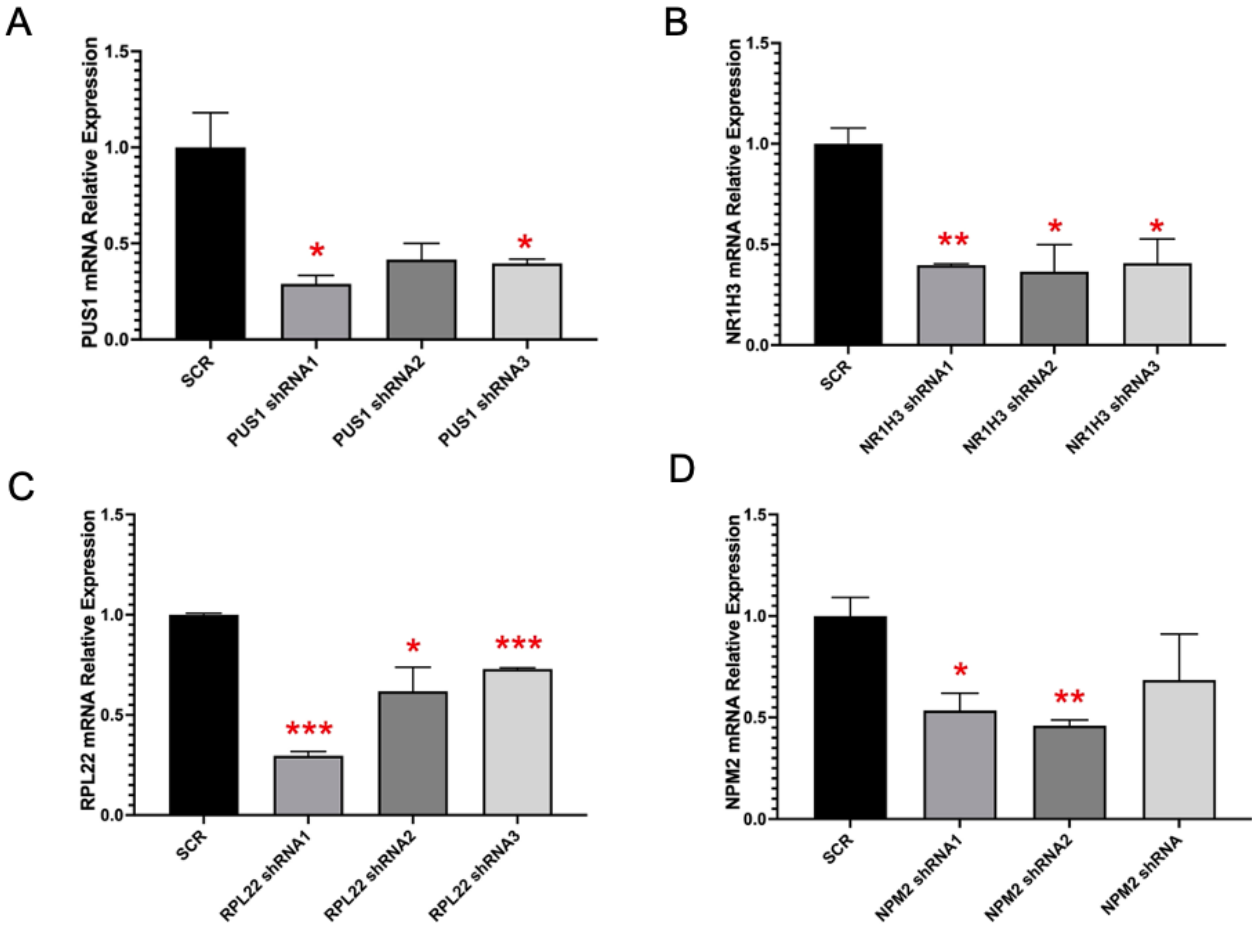 A
PUS1 mRNA Relative Expression
1.5
1.0
0.5
0.0
*
*
SCR
PUS1 shRNA1
PUS1 shRNA2
PUS1 shRNA3
B
NR1H3 mRNA Relative Expression
1.5
1.0
0.5
0.0
**
*
*
SCR
NR1H3 shRNA1
NR1H3 shRNA2
NR1H3 shRNA3
C
RPL22 mRNA Relative Expression
1.5
1.0
0.5
0.0
***
*
***
SCR
RPL22 shRNA1
RPL22 shRNA2
RPL22 shRNA3
D
NPM2 mRNA Relative Expression
1.5
1.0
0.5
0.0
*
**
SCR
NPM2 shRNA1
NPM2 shRNA2
NPM2 shRNA